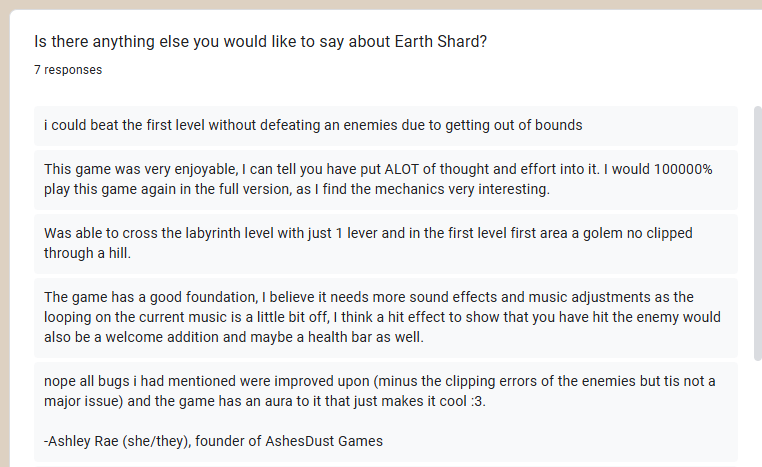 Is there anything else you would like to say about Earth Shard?
7 responses
i could beat the first level without defeating an enemies due to getting out of bounds
This game was very enjoyable, I can tell you have put ALOT of thought and effort into it. I would 100000%
play this game again in the full version, as I find the mechanics very interesting.
Was able to cross the labyrinth level with just 1 lever and in the first level first area a golem no clipped
through a hill.
The game has a good foundation, I believe it needs more sound effects and music adjustments as the
looping on the current music is a little bit off, I think a hit effect to show that you have hit the enemy would
also be a welcome addition and maybe a health bar as well.
nope all bugs i had mentioned were improved upon (minus the clipping errors of the enemies but tis not a
major issue) and the game has an aura to it that just makes it cool :3.
-Ashley Rae (she/they), founder of AshesDust Games